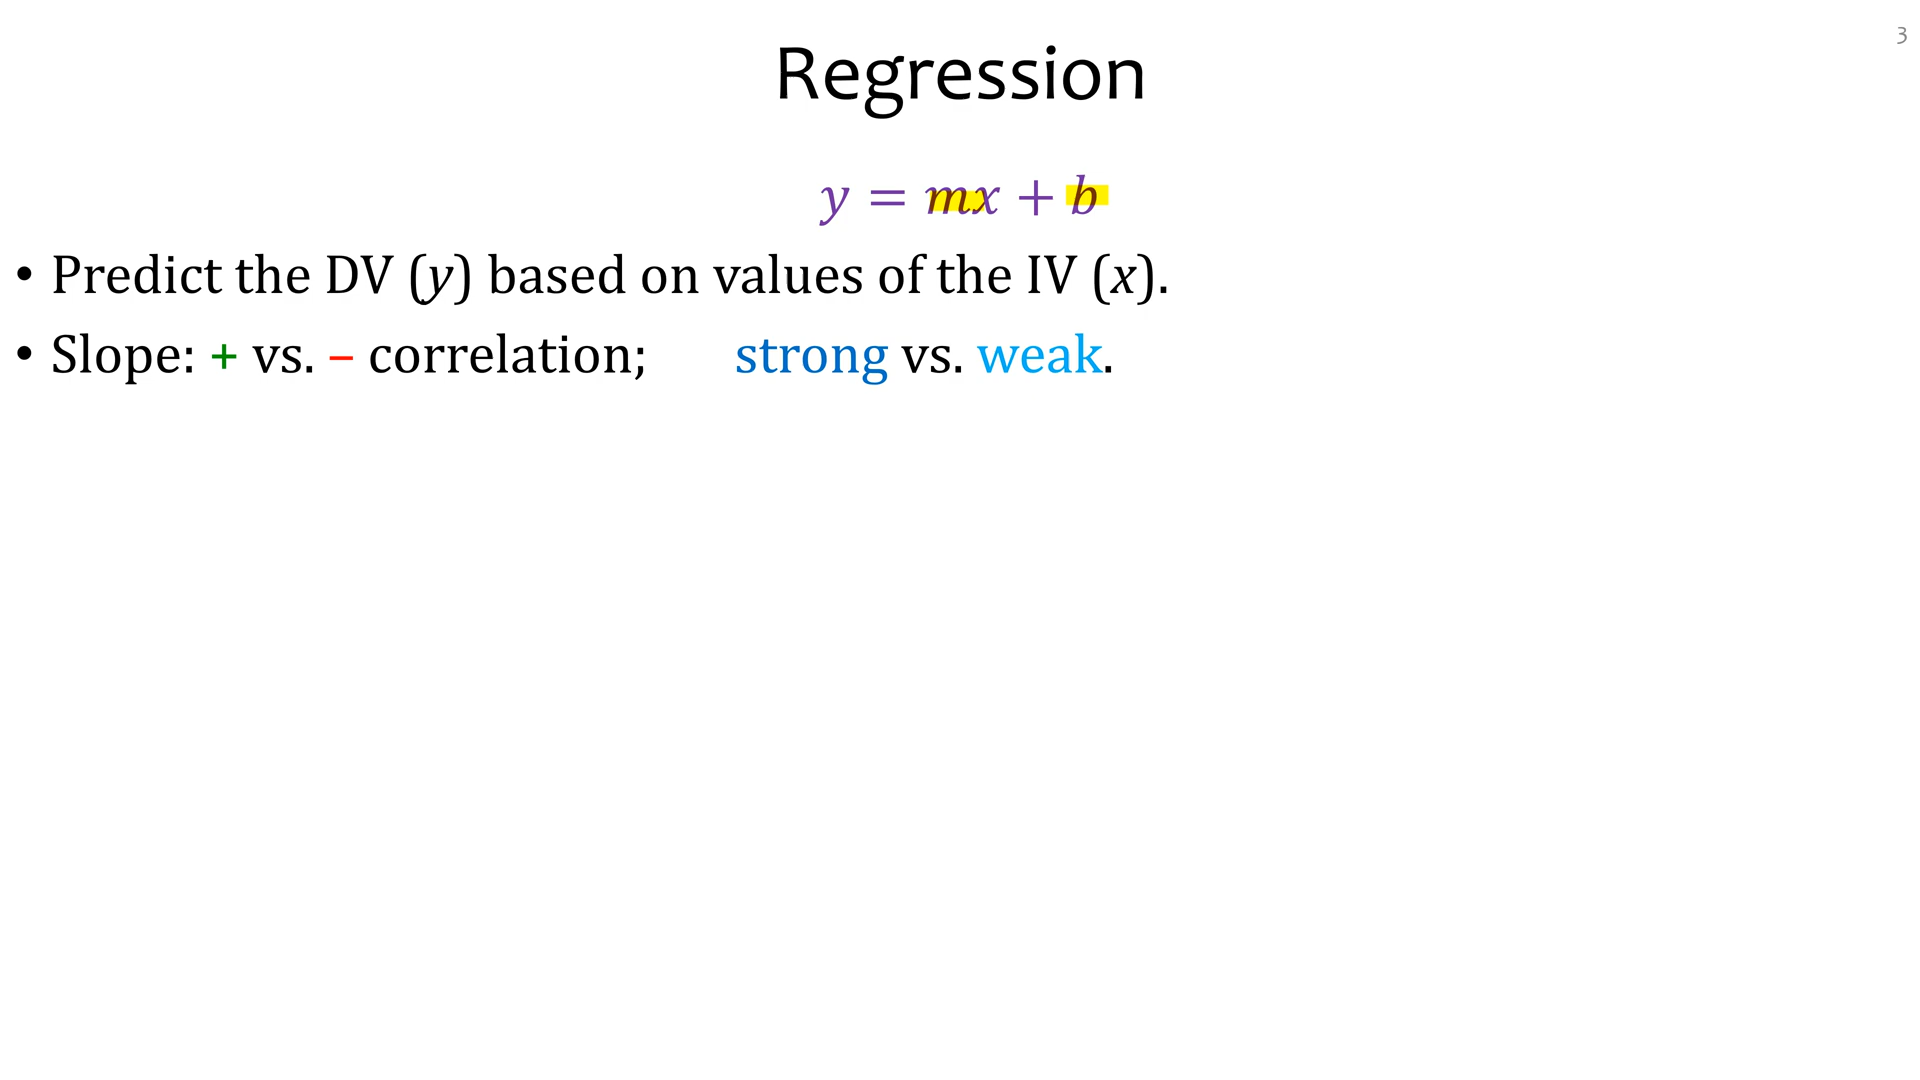 3
Regression
y = mx + b
• Predict the DV (y) based on values of the IV (x).
• Slope: + vs. – correlation; strong vs. weak.